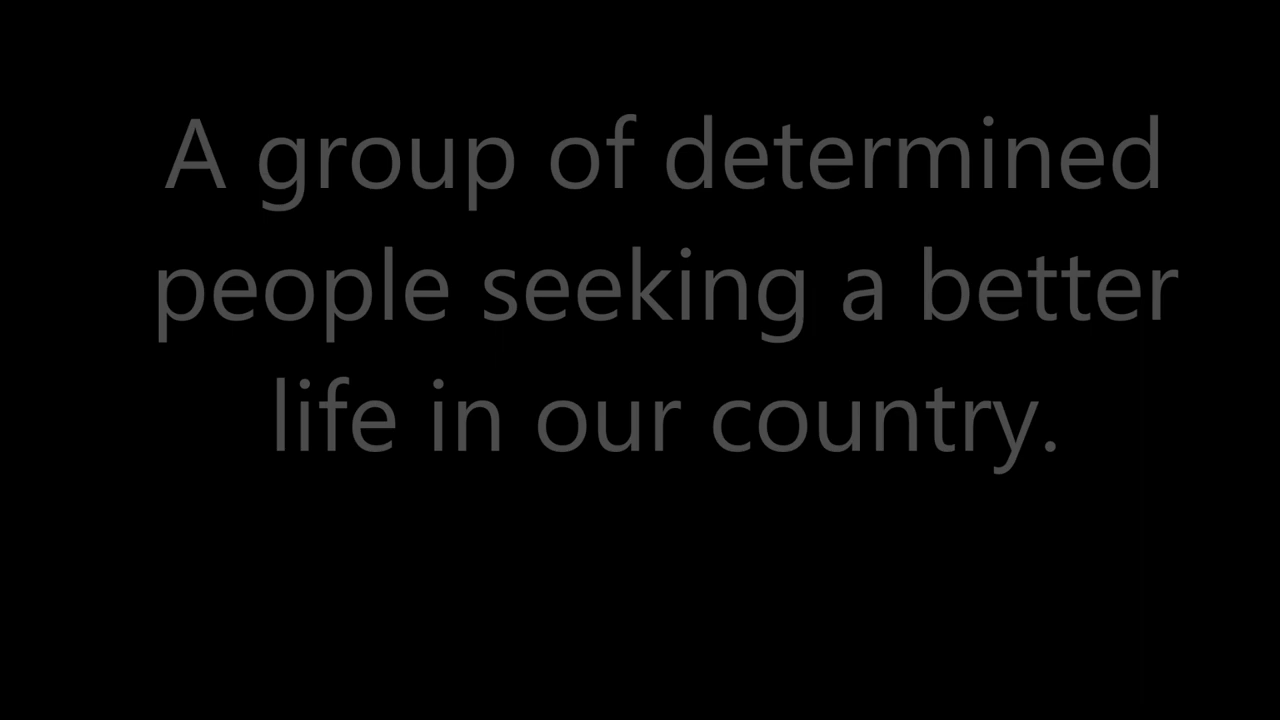 A group of determined
people seeking a better
life in our country.